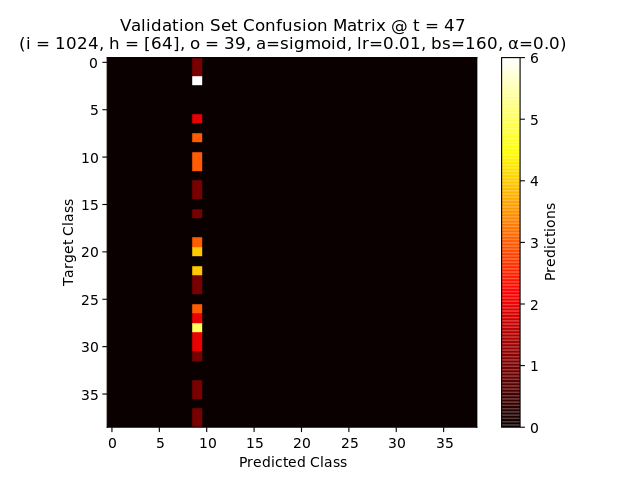 Validation Set Confusion Matrix @ t = 47
(i = 1024, h = [64], o = 39, a=sigmoid, lr=0.01, bs=160, α=0.0)
0
5
10
15
20
25
30
35
Target Class
0 5 10 15 20 25 30 35
Predicted Class
6
5
4
3
2
1
0
Predictions